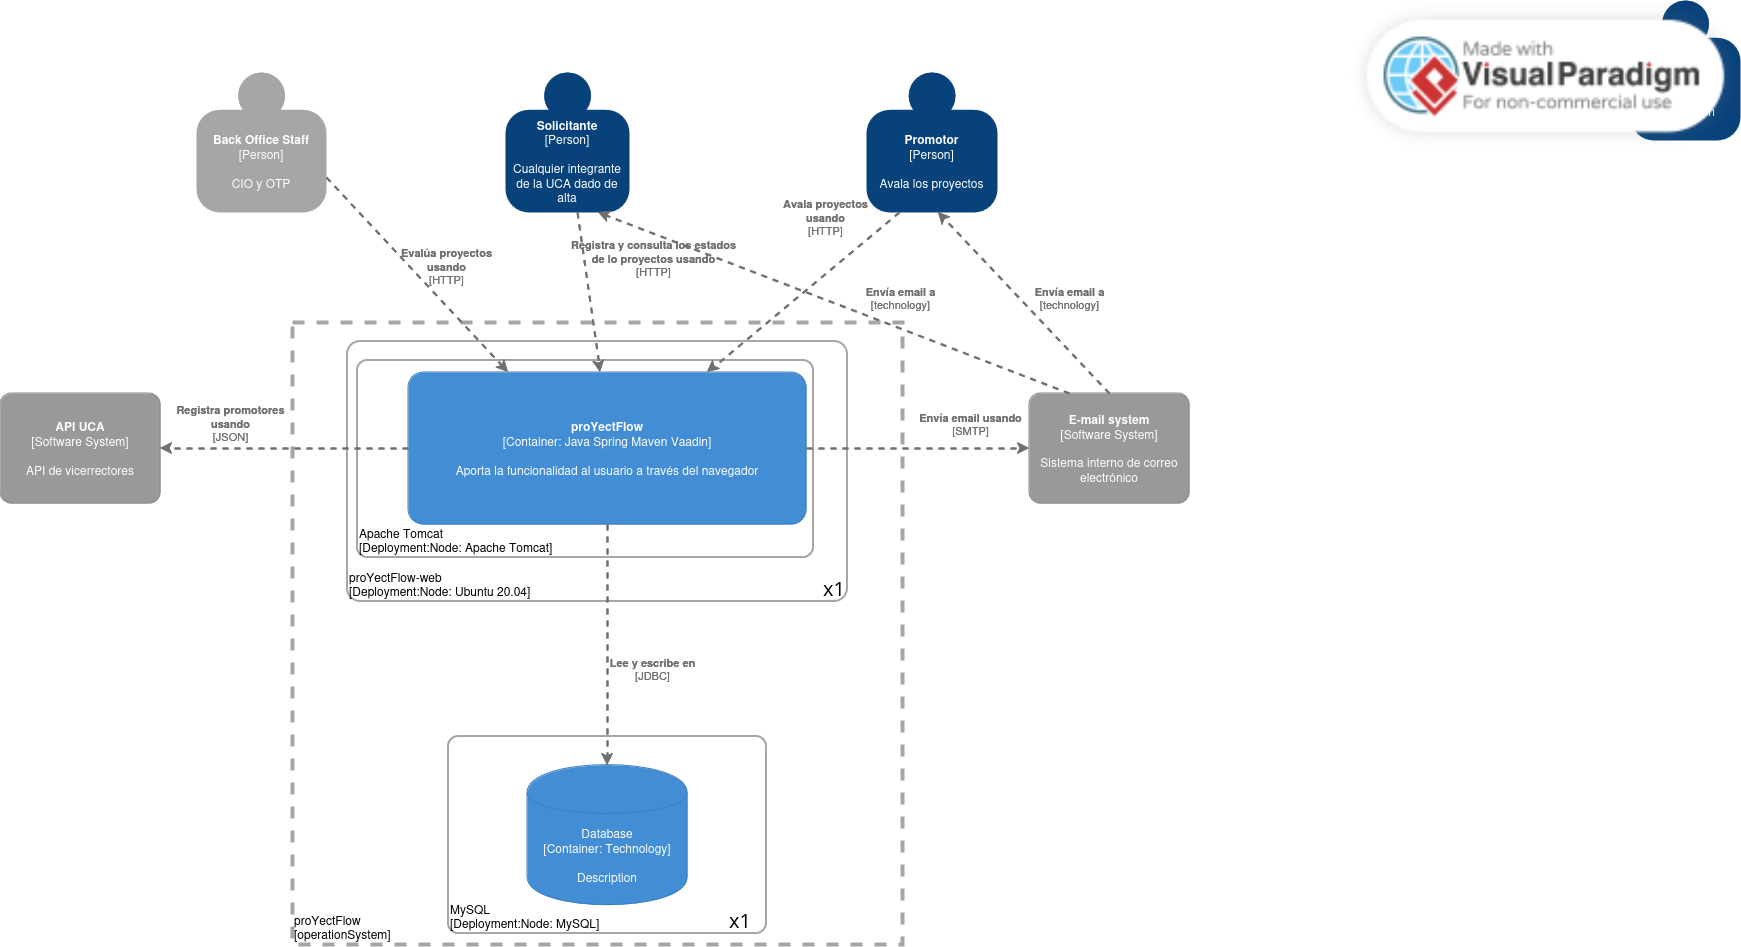 Made with
Visual Paradigm
For non-commercial use
Back Office Staff
[Person]
CIO y OTP
Solicitante
[Person]
Cualquier integrante
de la UCA dado de
alta
Promotor
[Person]
Avala los proyectos
Avala proyectos
usando
[HTTP]
Evalúa proyectos
usando
[HTTP]
Registra y consulta los estados
de lo proyectos usando
[HTTP]
Envía email a
[technology]
Envía email a
[technology]
API UCA
[Software System]
API de vicerrectores
Registra promotores
usando
[JSON]
proYectFlow
[Container: Java Spring Maven Vaadin]
Aporta la funcionalidad al usuario a través del navegador
Envía email usando
[SMTP]
E-mail system
[Software System]
Sistema interno de correo
electrónico
Apache Tomcat
[Deployment:Node: Apache Tomcat]
proYectFlow-web
[Deployment:Node: Ubuntu 20.04]
x1
Lee y escribe en
[JDBC]
Database
[Container: Technology]
Description
MySQL
[Deployment:Node: MySQL]
x1
proYectFlow
[operationSystem]